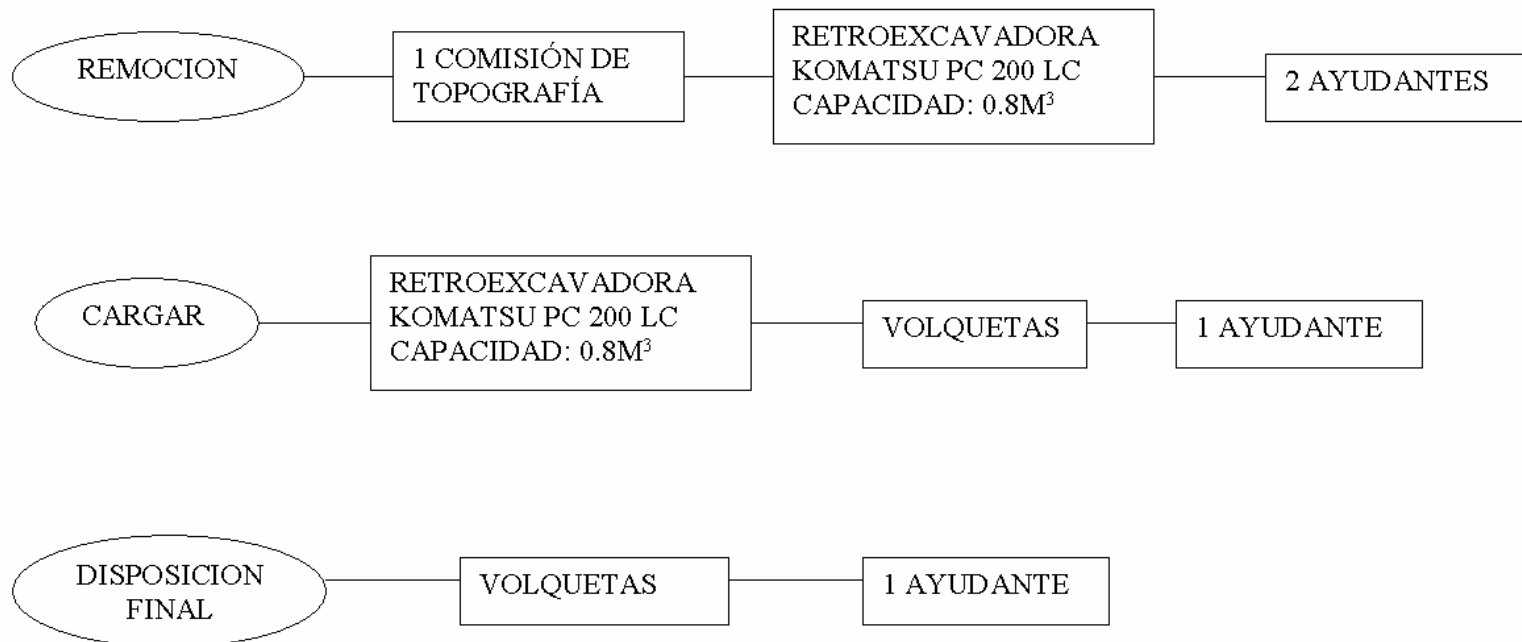 REMOCION
1 COMISIÓN DE
TOPOGRAFÍA
RETROEXCAVADORA
KOMATSU PC 200 LC
CAPACIDAD: 0.8M³
2 AYUDANTES
CARGAR
RETROEXCAVADORA
KOMATSU PC 200 LC
CAPACIDAD: 0.8M³
VOLQUETAS
1 AYUDANTE
DISPOSICION
FINAL
VOLQUETAS
1 AYUDANTE